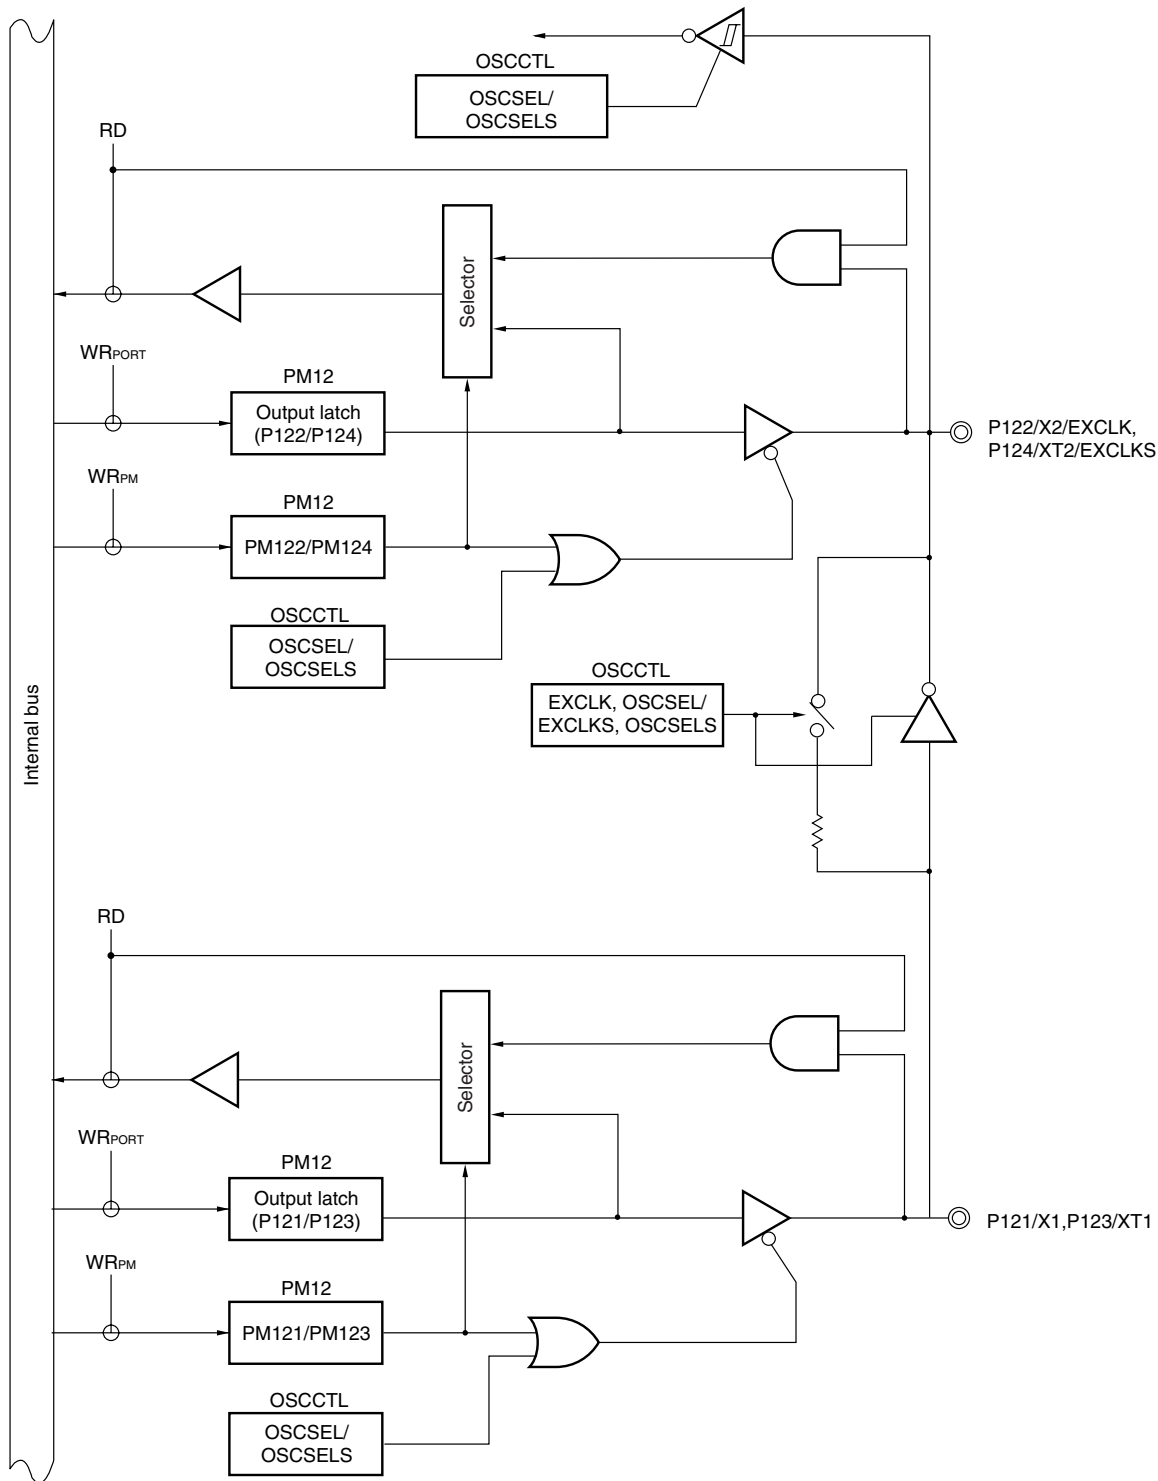 OSCCTL
OSCSEL/
OSCSELS
RD
Selector
WRPORT
PM12
Output latch
(P122/P124)
P122/X2/EXCLK,
P124/XT2/EXCLKS
WRPM
PM12
PM122/PM124
OSCCTL
OSCSEL/
OSCSELS
OSCCTL
EXCLK, OSCSEL/
EXCLKS, OSCSELS
Internal bus
RD
Selector
WRPORT
PM12
Output latch
(P121/P123)
P121/X1,P123/XT1
WRPM
PM12
PM121/PM123
OSCCTL
OSCSEL/
OSCSELS